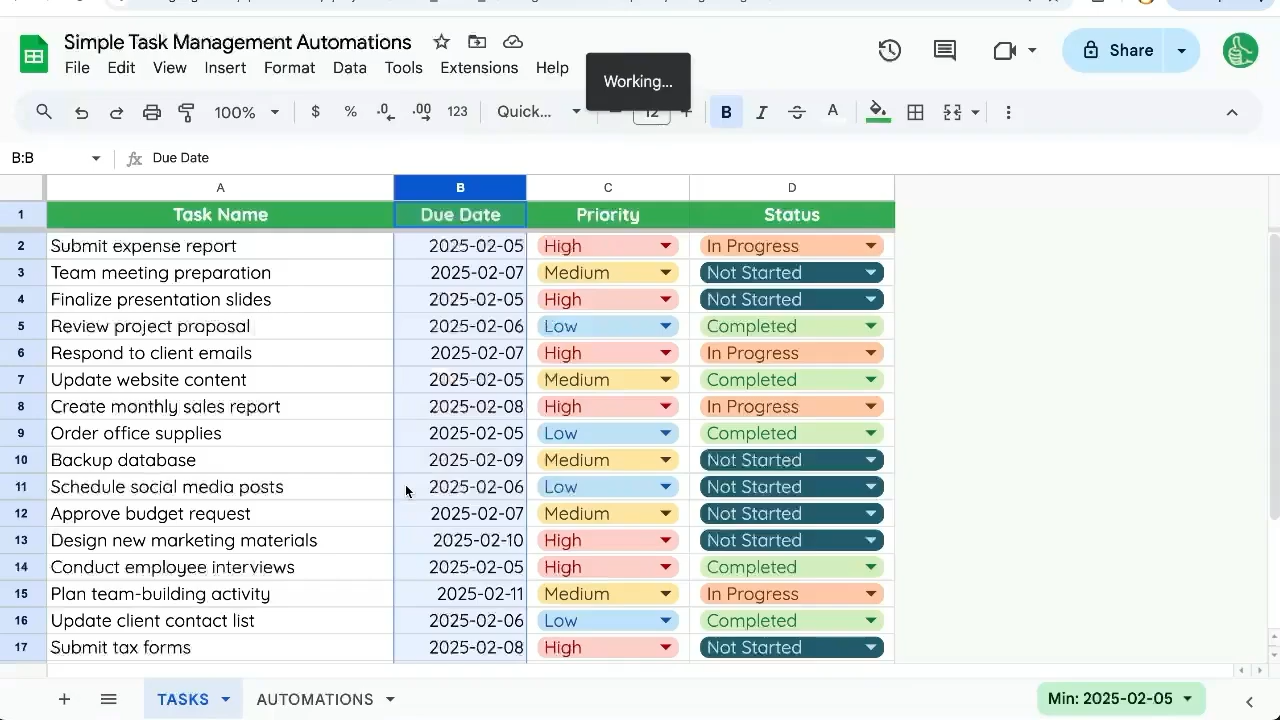 Simple Task Management Automations
File Edit View Insert Format Data Tools Extensions Help
Share
Working...
100% $ % .0 .00 123 Quick... 12 B I A
B:B fx Due Date
A B C D
1 Task Name Due Date Priority Status
2 Submit expense report 2025-02-05 High In Progress
3 Team meeting preparation 2025-02-07 Medium Not Started
4 Finalize presentation slides 2025-02-05 High Not Started
5 Review project proposal 2025-02-06 Low Completed
6 Respond to client emails 2025-02-07 High In Progress
7 Update website content 2025-02-05 Medium Completed
8 Create monthly sales report 2025-02-08 High In Progress
9 Order office supplies 2025-02-05 Low Completed
10 Backup database 2025-02-09 Medium Not Started
11 Schedule social media posts 2025-02-06 Low Not Started
12 Approve budget request 2025-02-07 Medium Not Started
13 Design new marketing materials 2025-02-10 High Not Started
14 Conduct employee interviews 2025-02-05 High Completed
15 Plan team-building activity 2025-02-11 Medium In Progress
16 Update client contact list 2025-02-06 Low Completed
17 Submit tax forms 2025-02-08 High Not Started
TASKS AUTOMATIONS Min: 2025-02-05